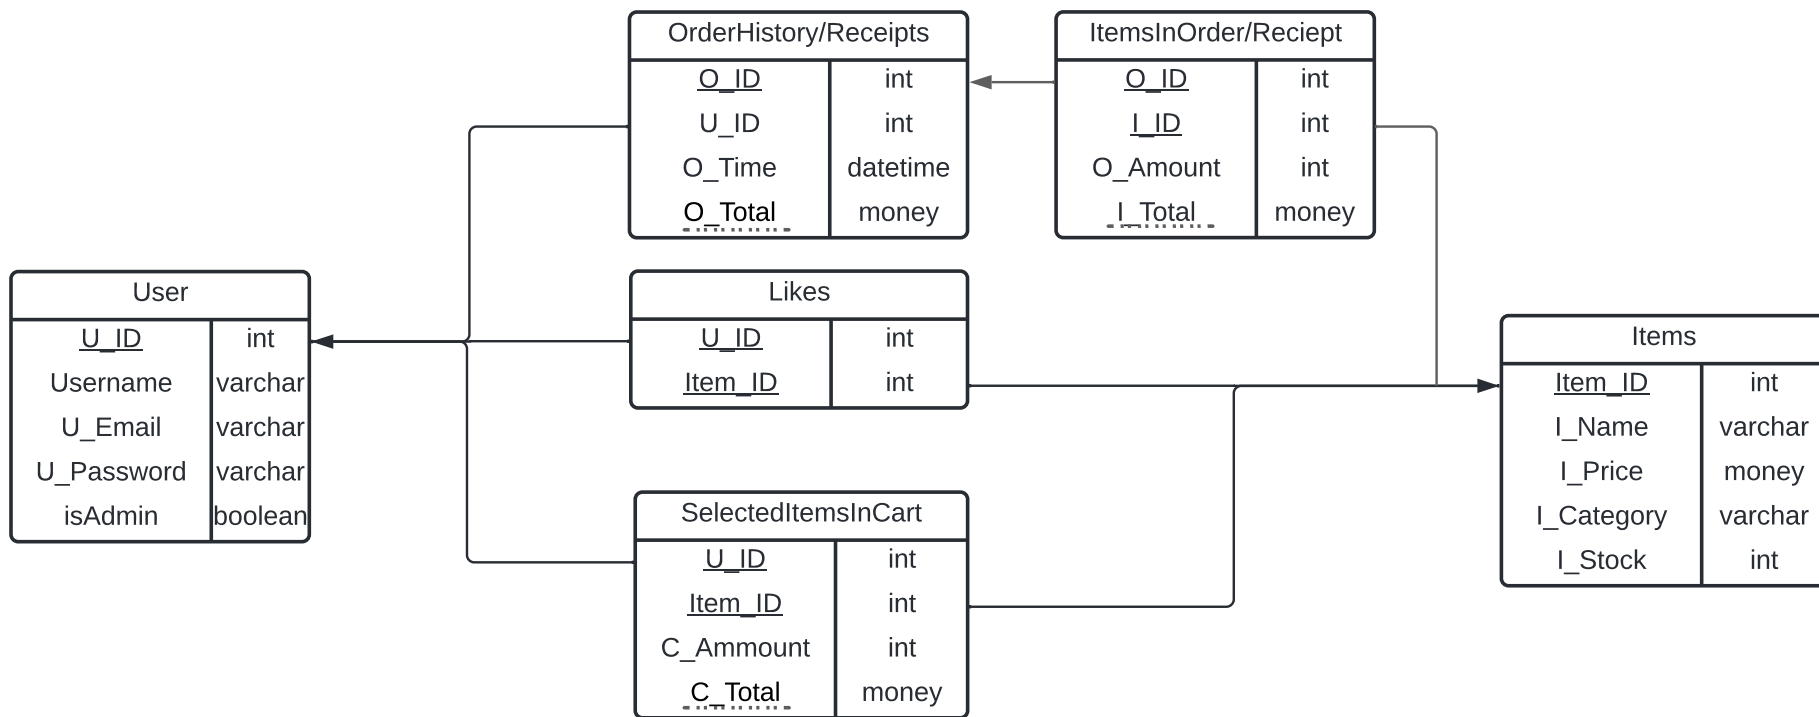 OrderHistory/Receipts
O_ID int
U_ID int
O_Time datetime
O_Total money
ItemsInOrder/Reciept
O_ID int
I_ID int
O_Amount int
I_Total money
User
U_ID int
Username varchar
U_Email varchar
U_Password varchar
isAdmin boolean
Likes
U_ID int
Item_ID int
Items
Item_ID int
I_Name varchar
I_Price money
I_Category varchar
I_Stock int
SelectedItemsInCart
U_ID int
Item_ID int
C_Ammount int
C_Total money